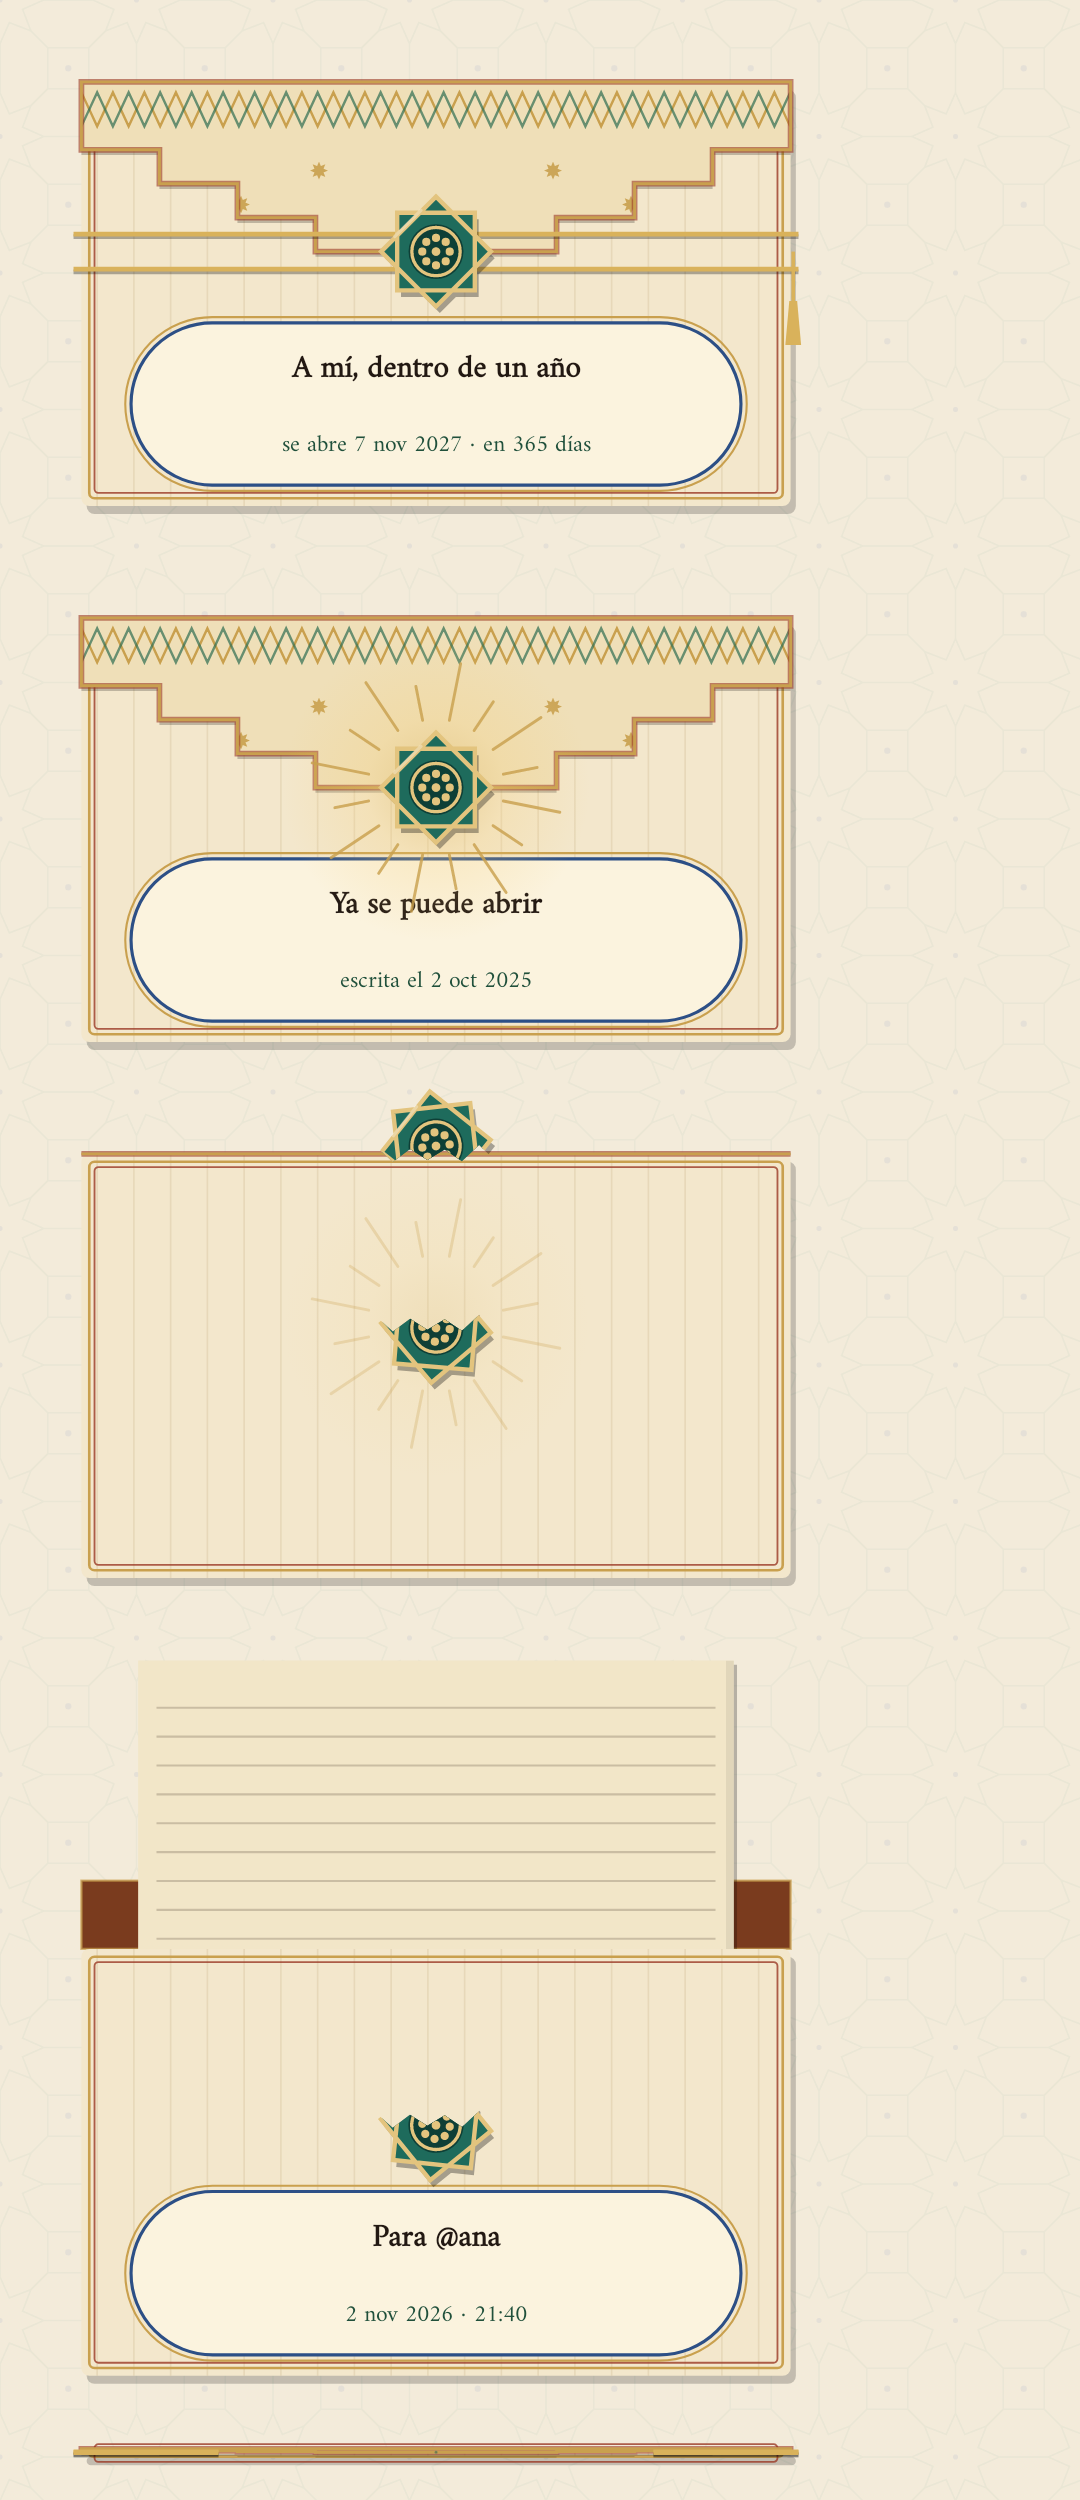 A mí, dentro de un año
se abre 7 nov 2027 · en 365 días
Ya se puede abrir
escrita el 2 oct 2025
Para @ana
2 nov 2026 · 21:40